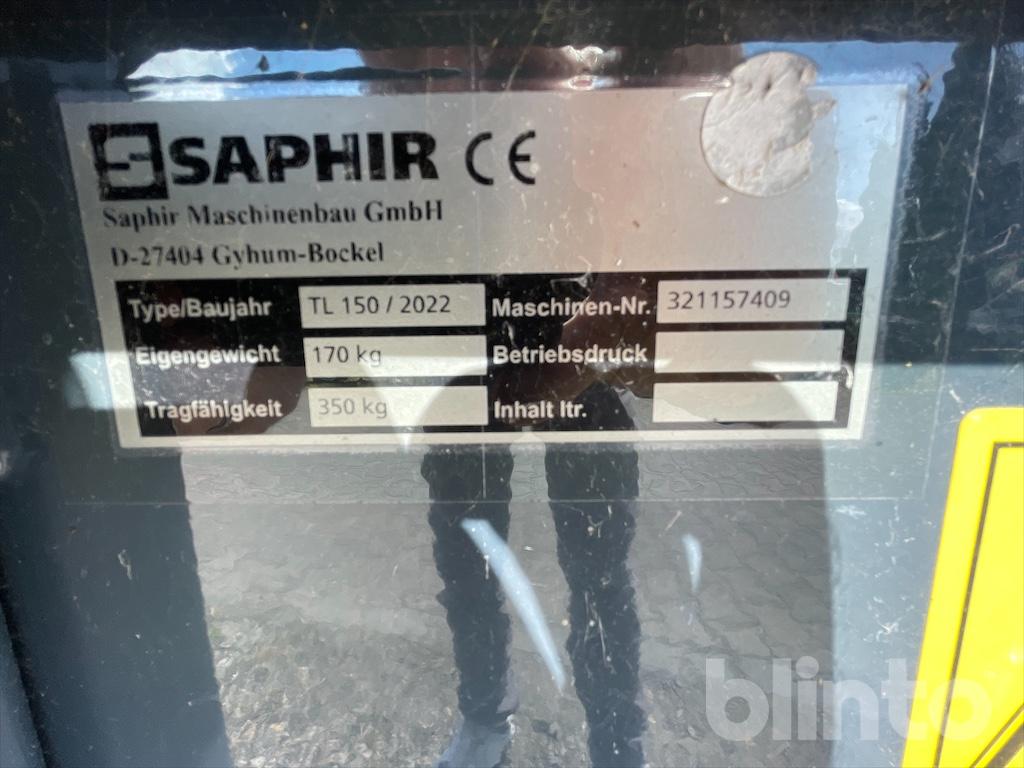 SAPHIR CE
Saphir Maschinenbau GmbH
D-27404 Gyhum-Bockel
Type/Baujahr TL 150 / 2022 Maschinen-Nr. 321157409
Eigengewicht 170 kg Betriebsdruck
Tragfähigkeit 350 kg Inhalt ltr.
blinto